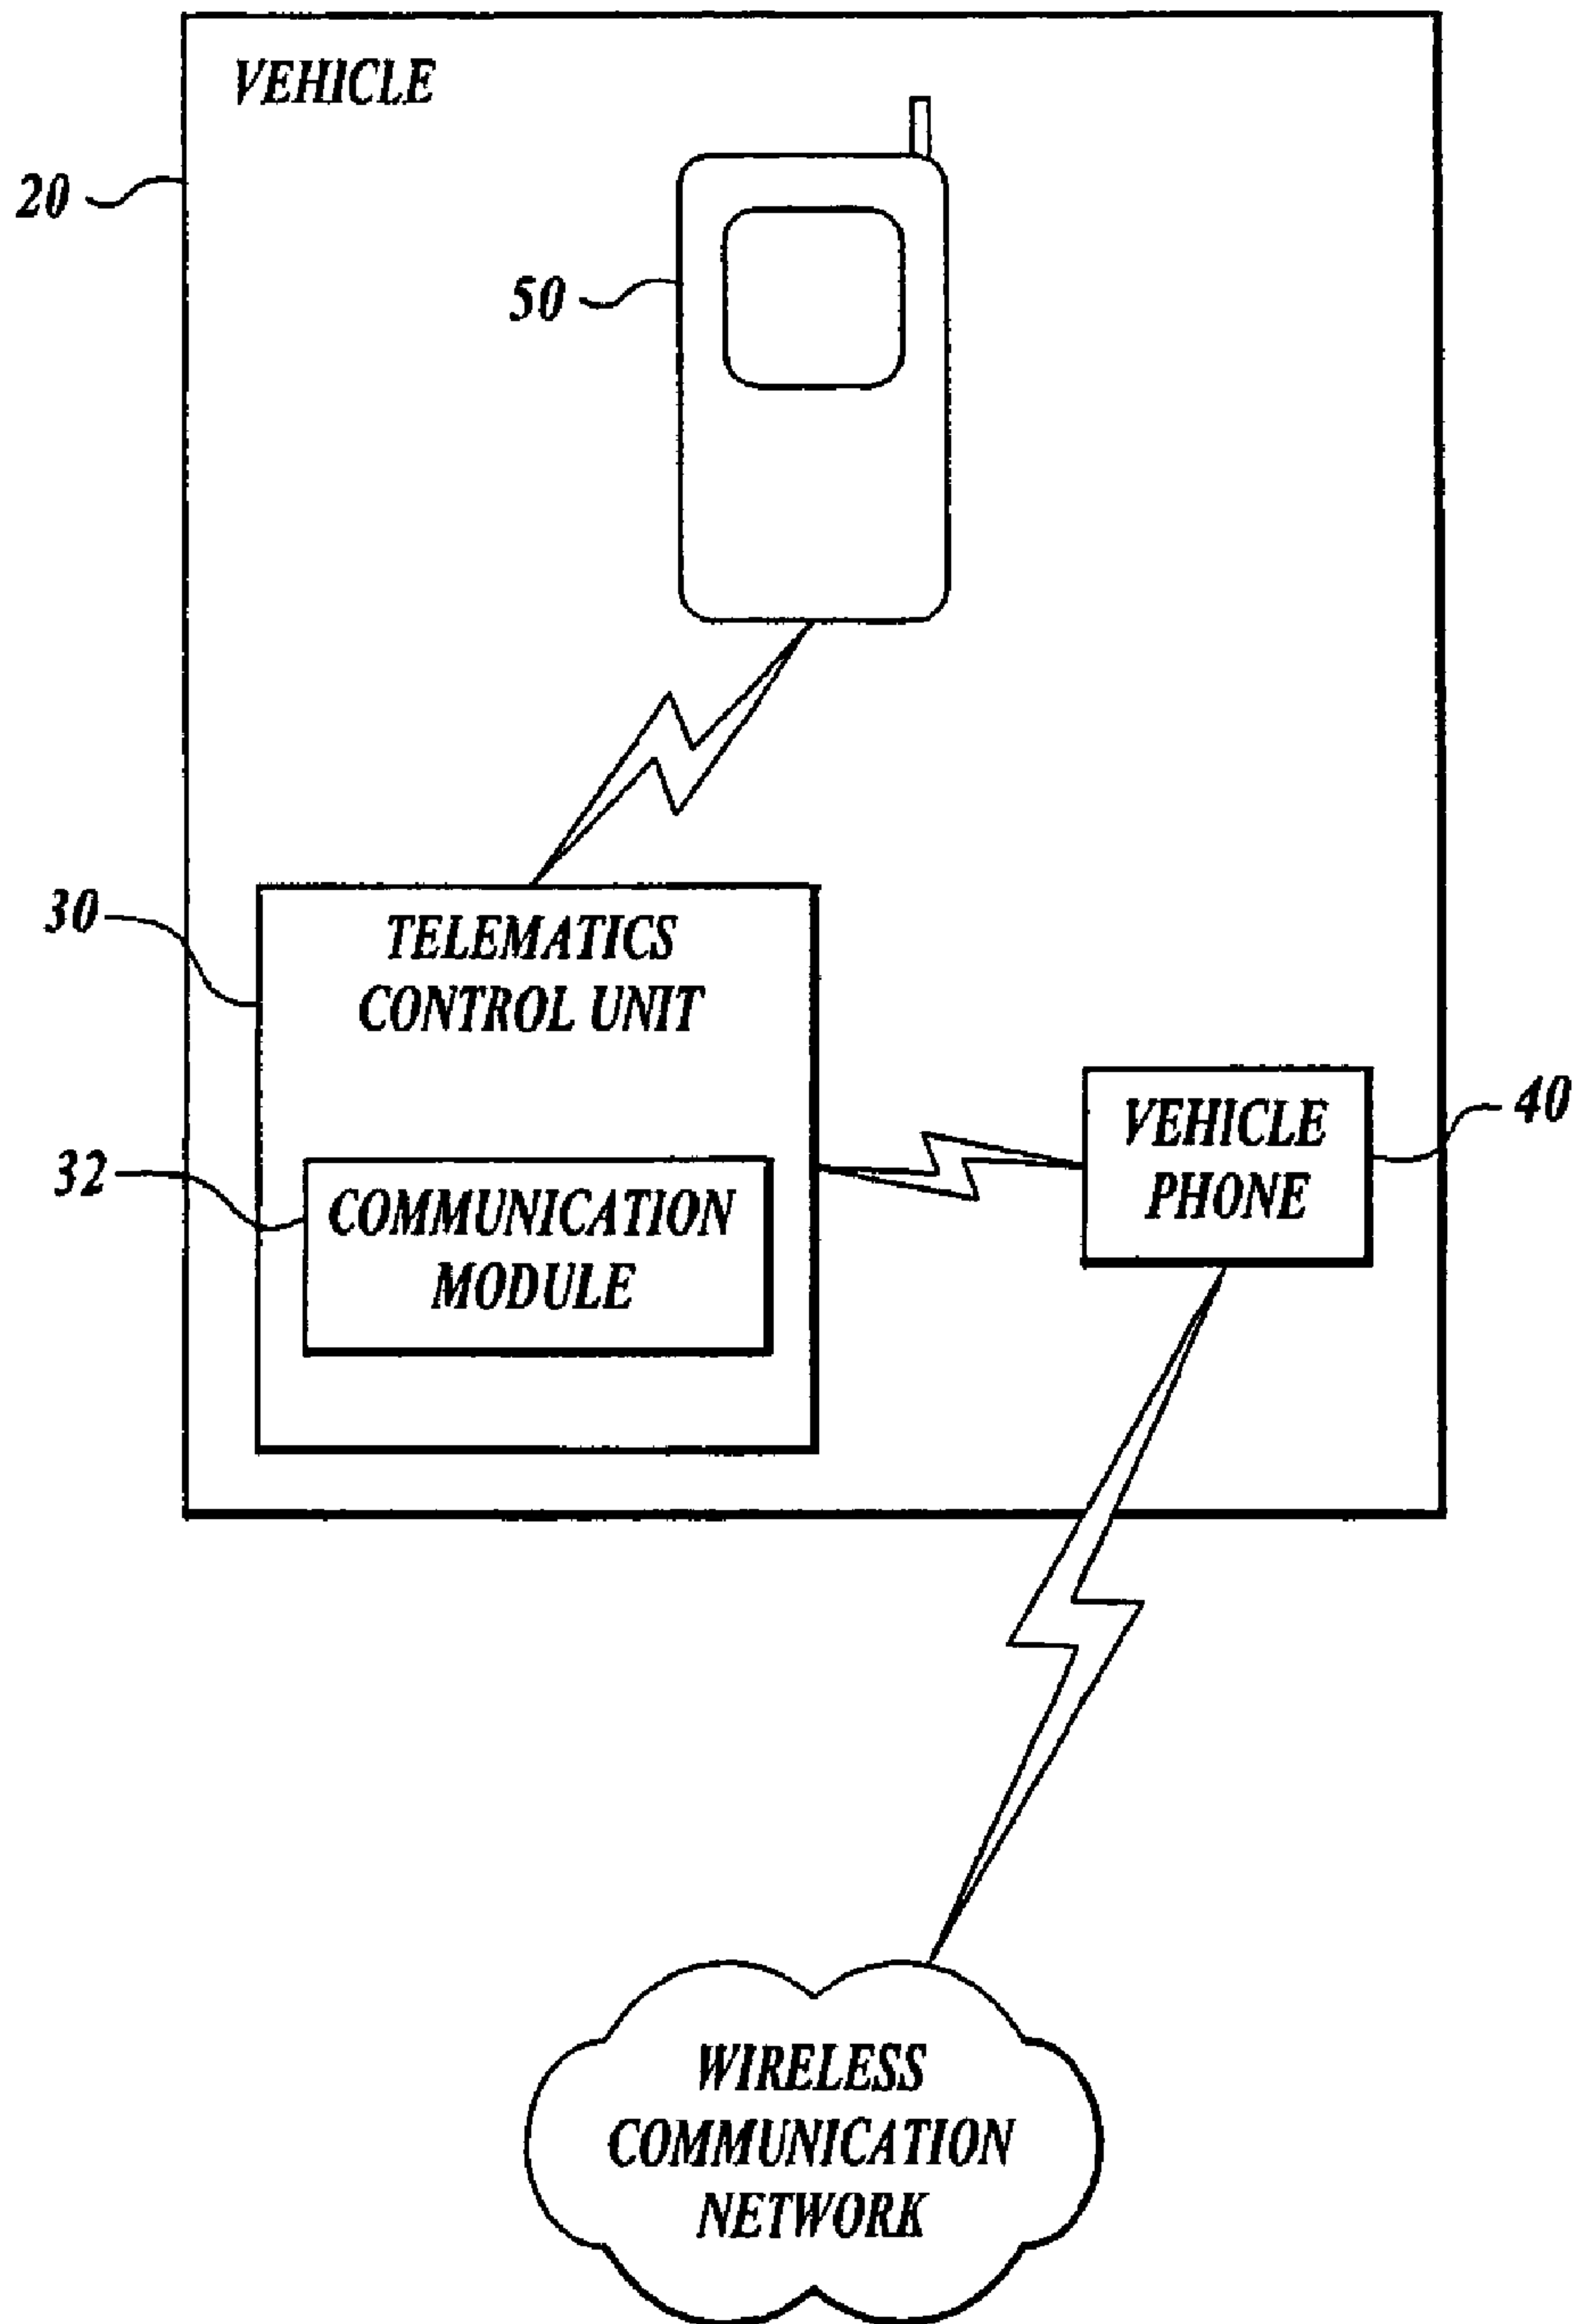 VEHICLE
20
50
30
TELEMATICS
CONTROL UNIT
32
COMMUNICATION
MODULE
VEHICLE
PHONE
40
WIRELESS
COMMUNICATION
NETWORK